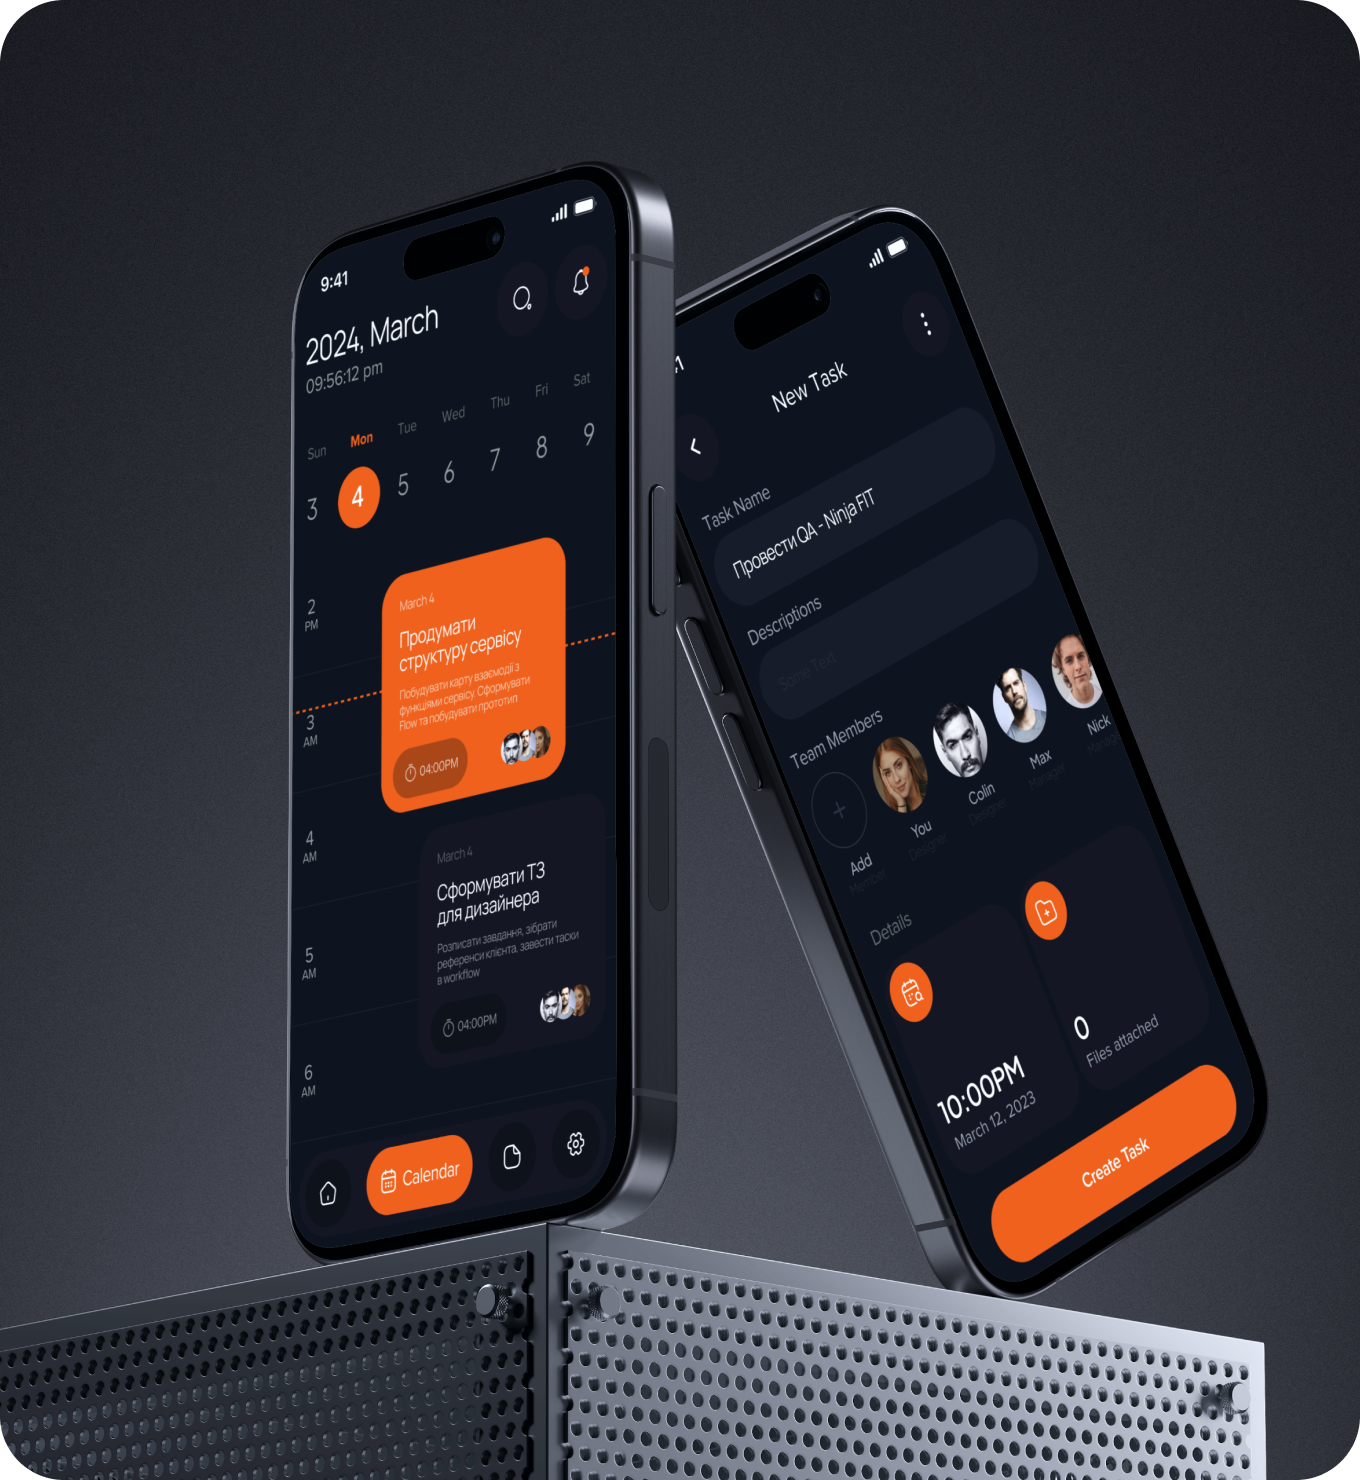 9:41
2024, March
09:56:12 pm
Sun Mon Tue Wed Thu Fri Sat
3 4 5 6 7 8 9
2
PM
March 4
Продумати
структуру сервісу
Побудувати карту взаємодії з
функціями сервісу. Сформувати
Flow та побудувати прототип
04:00PM
3
AM
4
AM
March 4
Сформувати ТЗ
для дизайнера
Розписати завдання, зібрати
референси клієнта, завести таски
в workflow
04:00PM
5
AM
6
AM
Calendar
New Task
Task Name
Провести QA - Ninja FIT
Descriptions
Some Text
Team Members
Add
Member
You
Designer
Colin
Designer
Max
Manager
Nick
Details
10:00PM
March 12, 2023
0
Files attached
Create Task